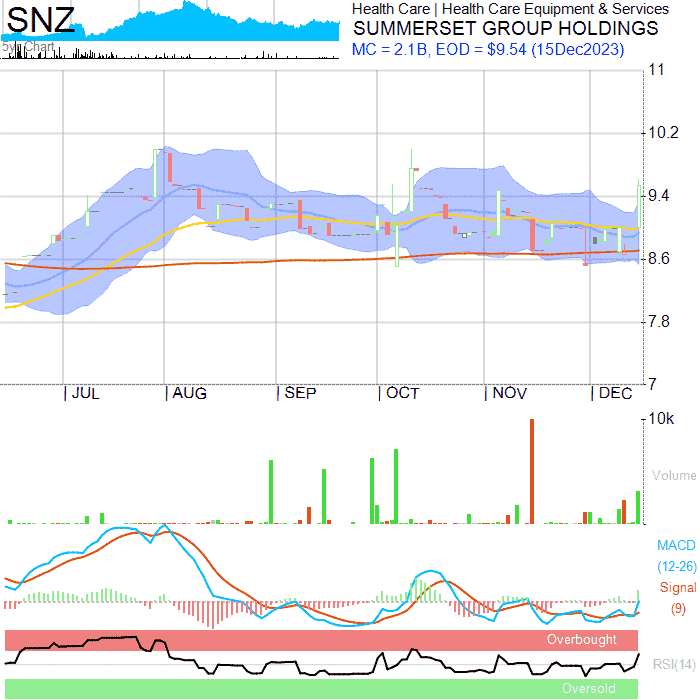 SNZ
5yr Chart
Health Care | Health Care Equipment & Services
SUMMERSET GROUP HOLDINGS
MC = 2.1B, EOD = $9.54 (15Dec2023)
11
10.2
9.4
8.6
7.8
7
| JUL | AUG | SEP | OCT | NOV | DEC
10k
Volume
MACD
(12-26)
Signal
(9)
Overbought
RSI(14)
Oversold